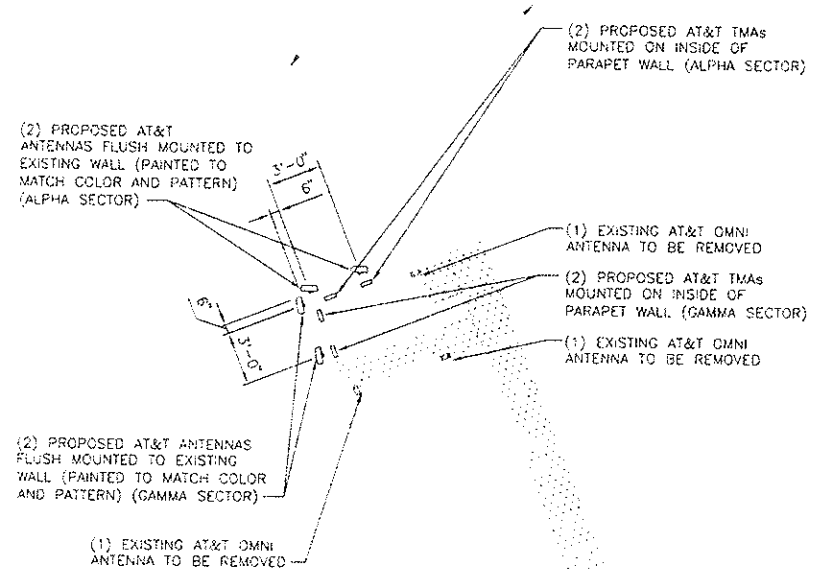 (2) PROPOSED AT&T TMAs
MOUNTED ON INSIDE OF
PARAPET WALL (ALPHA SECTOR)
(2) PROPOSED AT&T
ANTENNAS FLUSH MOUNTED TO
EXISTING WALL (PAINTED TO
MATCH COLOR AND PATTERN)
(ALPHA SECTOR)
3'-0"
6"
(1) EXISTING AT&T OMNI
ANTENNA TO BE REMOVED
(2) PROPOSED AT&T TMAs
MOUNTED ON INSIDE OF
PARAPET WALL (GAMMA SECTOR)
6"
3'-0"
(1) EXISTING AT&T OMNI
ANTENNA TO BE REMOVED
(2) PROPOSED AT&T ANTENNAS
FLUSH MOUNTED TO EXISTING
WALL (PAINTED TO MATCH COLOR
AND PATTERN) (GAMMA SECTOR)
(1) EXISTING AT&T OMNI
ANTENNA TO BE REMOVED